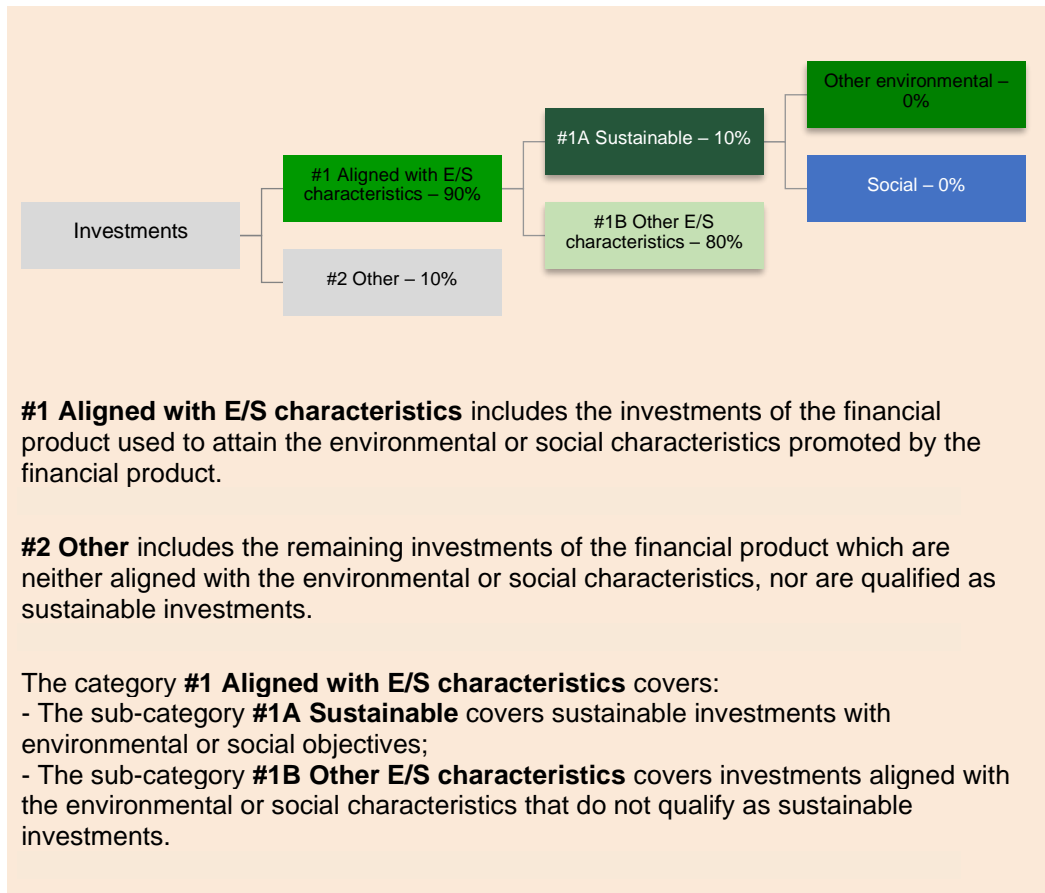 Other environmental –
0%
#1A Sustainable – 10%
#1 Aligned with E/S
characteristics – 90%
Social – 0%
Investments
#1B Other E/S
characteristics – 80%
#2 Other – 10%
#1 Aligned with E/S characteristics includes the investments of the financial
product used to attain the environmental or social characteristics promoted by the
financial product.
#2 Other includes the remaining investments of the financial product which are
neither aligned with the environmental or social characteristics, nor are qualified as
sustainable investments.
The category #1 Aligned with E/S characteristics covers:
- The sub-category #1A Sustainable covers sustainable investments with
environmental or social objectives;
- The sub-category #1B Other E/S characteristics covers investments aligned with
the environmental or social characteristics that do not qualify as sustainable
investments.